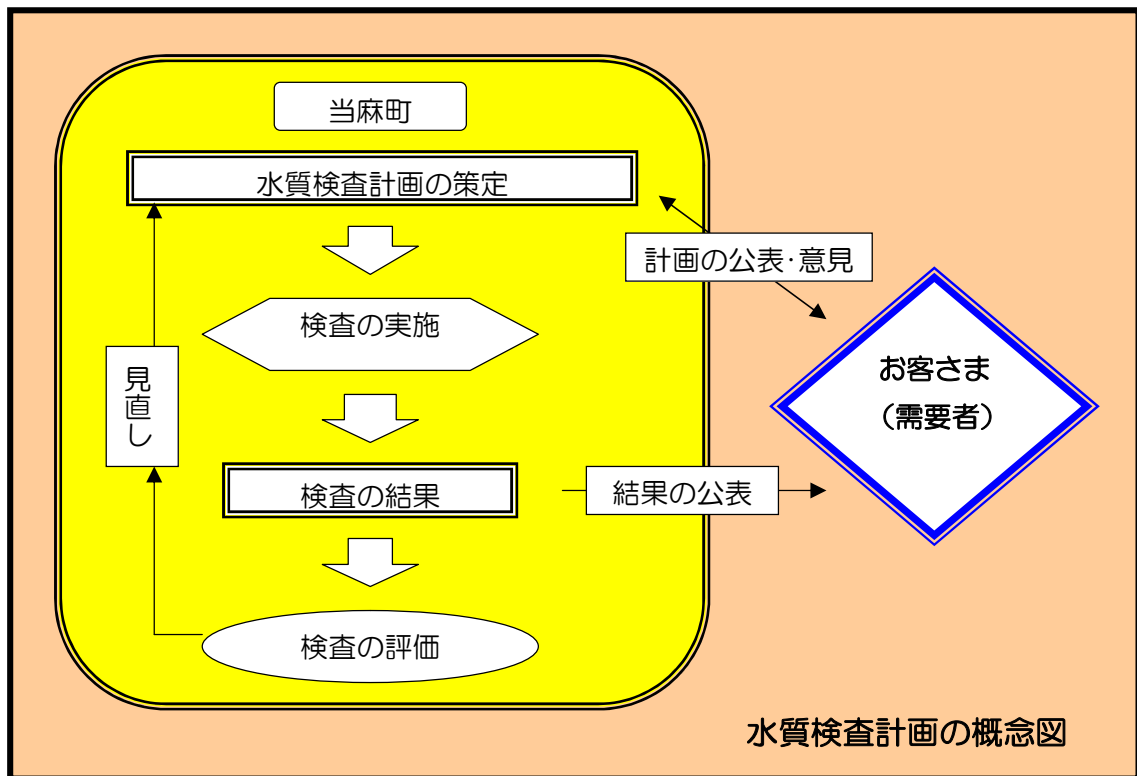 当麻町
水質検査計画の策定
計画の公表･意見
検査の実施
見直し
お客さま
（需要者）
検査の結果
結果の公表
検査の評価
水質検査計画の概念図